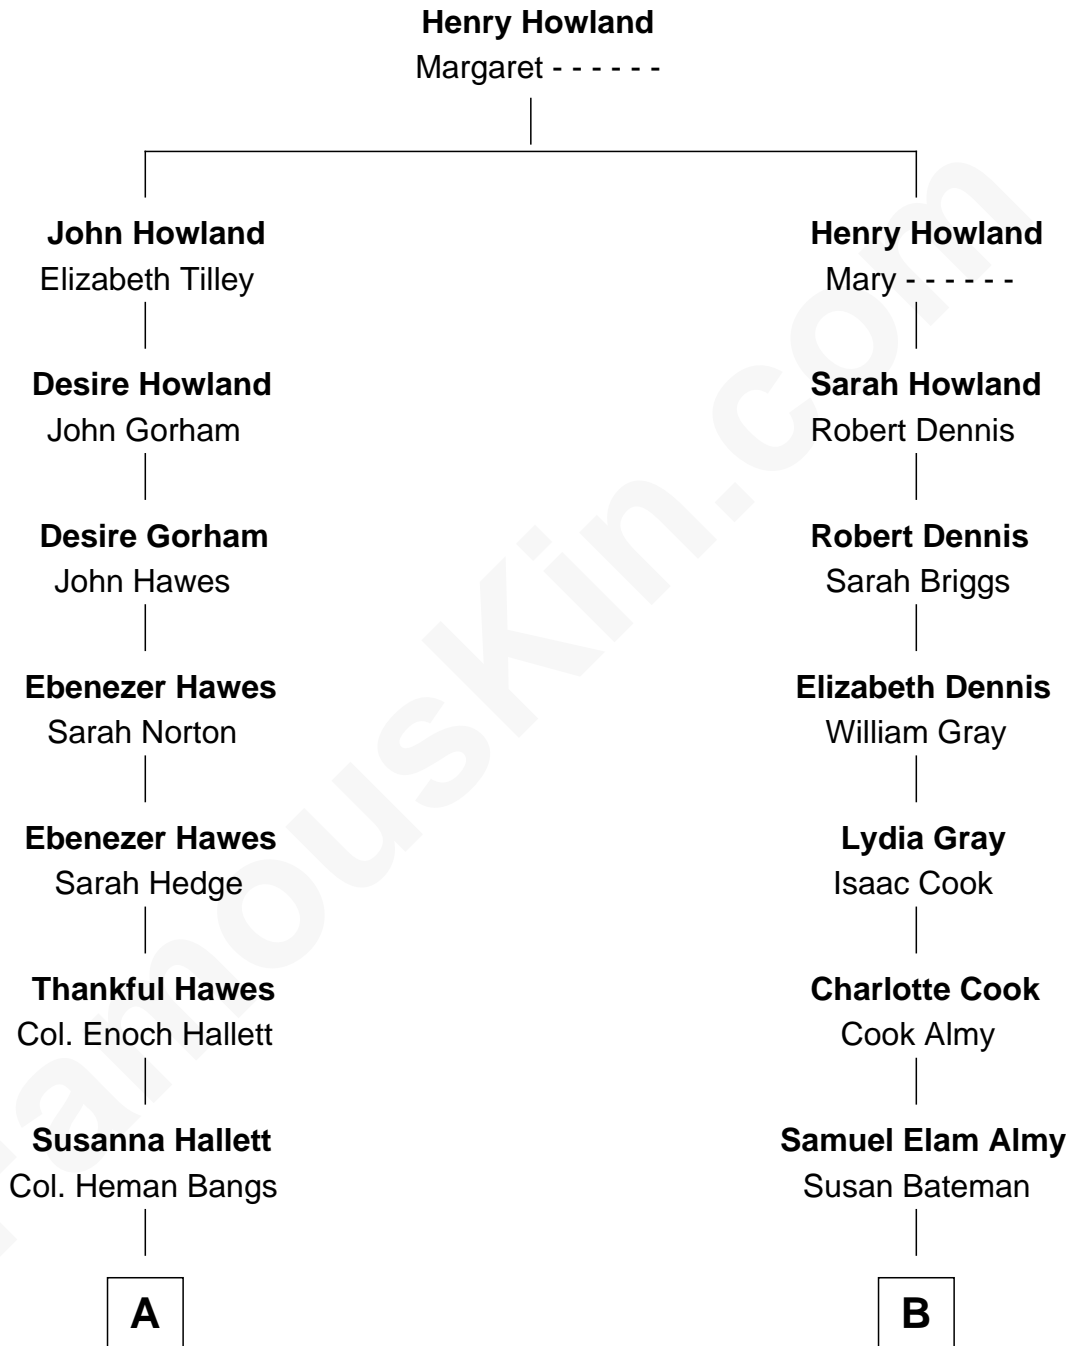 Henry Howland
Margaret - - - - - -
John Howland
Elizabeth Tilley
Henry Howland
Mary - - - - - -
Desire Howland
John Gorham
Sarah Howland
Robert Dennis
Desire Gorham
John Hawes
Robert Dennis
Sarah Briggs
Ebenezer Hawes
Sarah Norton
Elizabeth Dennis
William Gray
Ebenezer Hawes
Sarah Hedge
Lydia Gray
Isaac Cook
Thankful Hawes
Col. Enoch Hallett
Charlotte Cook
Cook Almy
Susanna Hallett
Col. Heman Bangs
Samuel Elam Almy
Susan Bateman
A
B
FamousKin.com